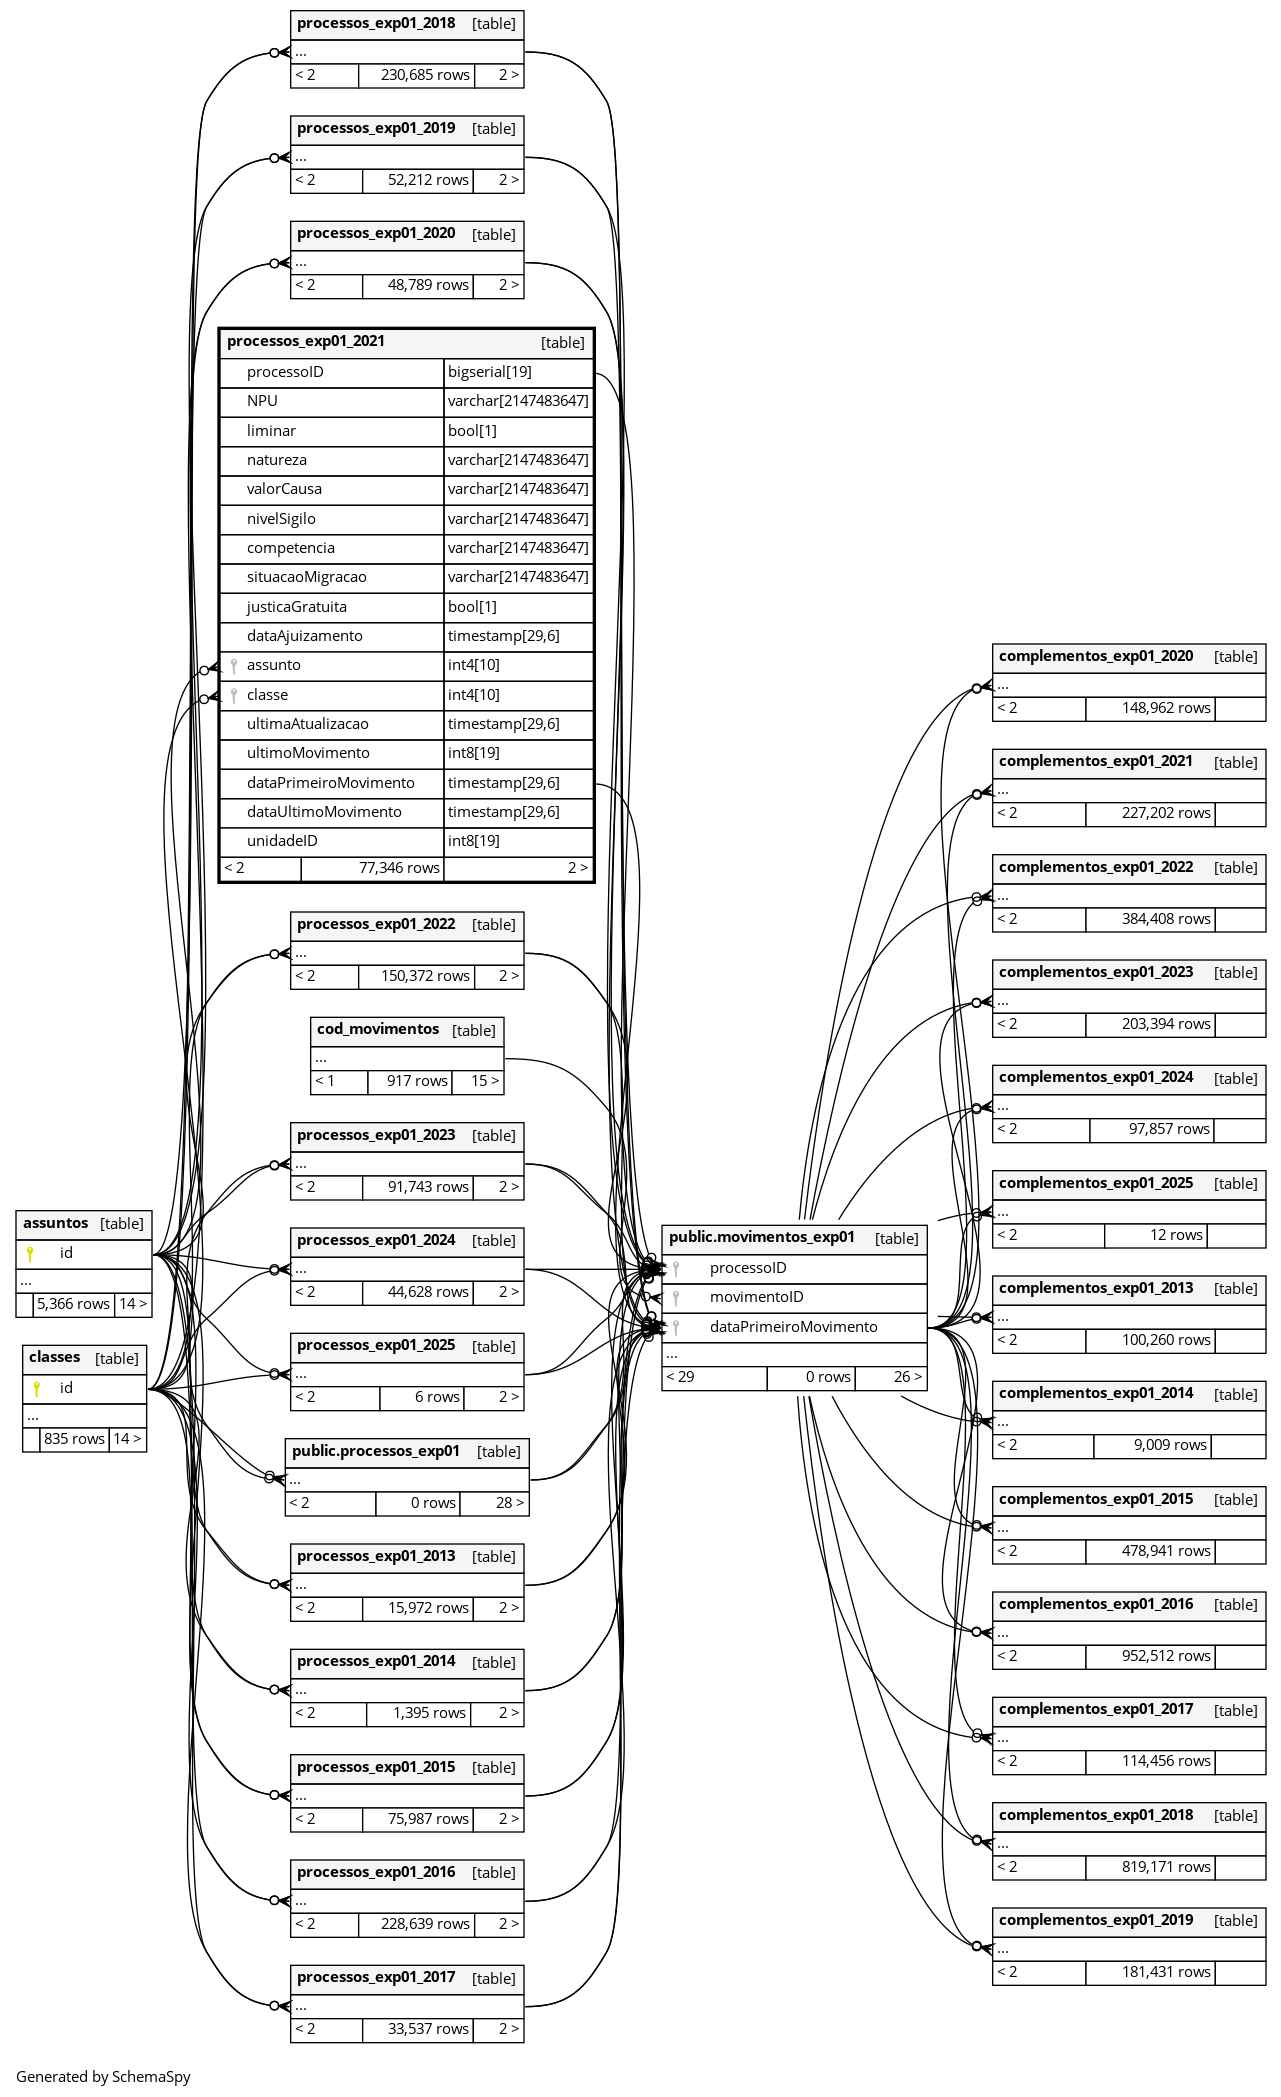 processos_exp01_2018 [table]
...
< 2 230,685 rows 2 >
processos_exp01_2019 [table]
...
< 2 52,212 rows 2 >
processos_exp01_2020 [table]
...
< 2 48,789 rows 2 >
processos_exp01_2021 [table]
processoID bigserial[19]
NPU varchar[2147483647]
liminar bool[1]
natureza varchar[2147483647]
valorCausa varchar[2147483647]
nivelSigilo varchar[2147483647]
competencia varchar[2147483647]
situacaoMigracao varchar[2147483647]
justicaGratuita bool[1]
dataAjuizamento timestamp[29,6]
assunto int4[10]
classe int4[10]
ultimaAtualizacao timestamp[29,6]
ultimoMovimento int8[19]
dataPrimeiroMovimento timestamp[29,6]
dataUltimoMovimento timestamp[29,6]
unidadeID int8[19]
< 2 77,346 rows 2 >
processos_exp01_2022 [table]
...
< 2 150,372 rows 2 >
cod_movimentos [table]
...
< 1 917 rows 15 >
processos_exp01_2023 [table]
...
< 2 91,743 rows 2 >
processos_exp01_2024 [table]
...
< 2 44,628 rows 2 >
processos_exp01_2025 [table]
...
< 2 6 rows 2 >
public.processos_exp01 [table]
...
< 2 0 rows 28 >
processos_exp01_2013 [table]
...
< 2 15,972 rows 2 >
processos_exp01_2014 [table]
...
< 2 1,395 rows 2 >
processos_exp01_2015 [table]
...
< 2 75,987 rows 2 >
processos_exp01_2016 [table]
...
< 2 228,639 rows 2 >
processos_exp01_2017 [table]
...
< 2 33,537 rows 2 >
assuntos [table]
id
...
5,366 rows 14 >
classes [table]
id
...
835 rows 14 >
public.movimentos_exp01 [table]
processoID
movimentoID
dataPrimeiroMovimento
...
< 29 0 rows 26 >
complementos_exp01_2020 [table]
...
< 2 148,962 rows
complementos_exp01_2021 [table]
...
< 2 227,202 rows
complementos_exp01_2022 [table]
...
< 2 384,408 rows
complementos_exp01_2023 [table]
...
< 2 203,394 rows
complementos_exp01_2024 [table]
...
< 2 97,857 rows
complementos_exp01_2025 [table]
...
< 2 12 rows
complementos_exp01_2013 [table]
...
< 2 100,260 rows
complementos_exp01_2014 [table]
...
< 2 9,009 rows
complementos_exp01_2015 [table]
...
< 2 478,941 rows
complementos_exp01_2016 [table]
...
< 2 952,512 rows
complementos_exp01_2017 [table]
...
< 2 114,456 rows
complementos_exp01_2018 [table]
...
< 2 819,171 rows
complementos_exp01_2019 [table]
...
< 2 181,431 rows
Generated by SchemaSpy